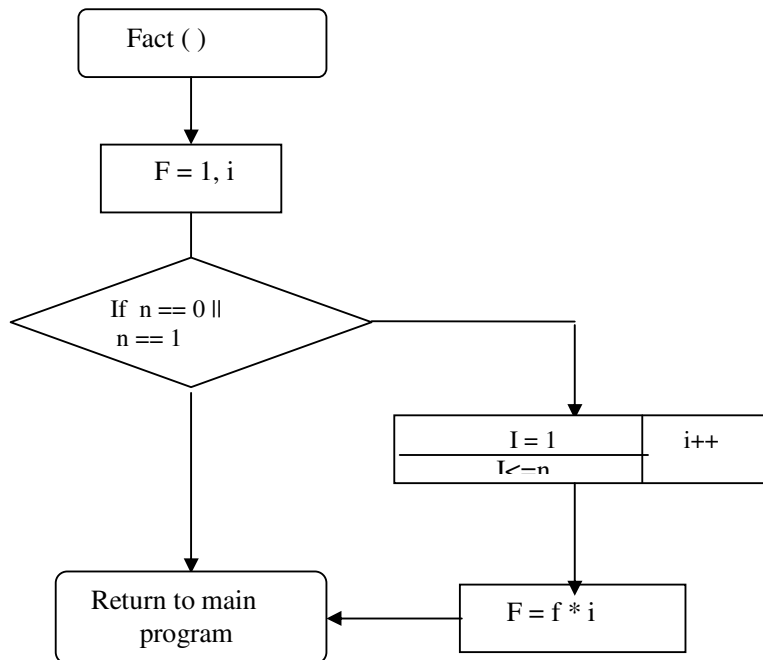 Fact ( )
F = 1, i
If n == 0 ||
n == 1
I = 1
i++
I<=n
Return to main
program
F = f * i